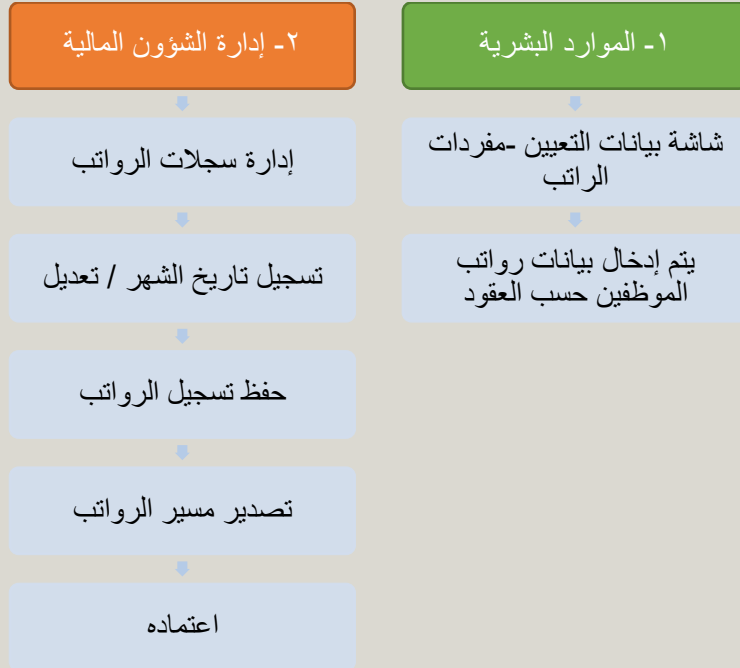 ١- الموارد البشرية
شاشة بيانات التعيين -مفردات
الراتب
يتم إدخال بيانات رواتب
الموظفين حسب العقود
٢- إدارة الشؤون المالية
إدارة سجلات الرواتب
تسجيل تاريخ الشهر / تعديل
حفظ تسجيل الرواتب
تصدير مسير الرواتب
اعتماده